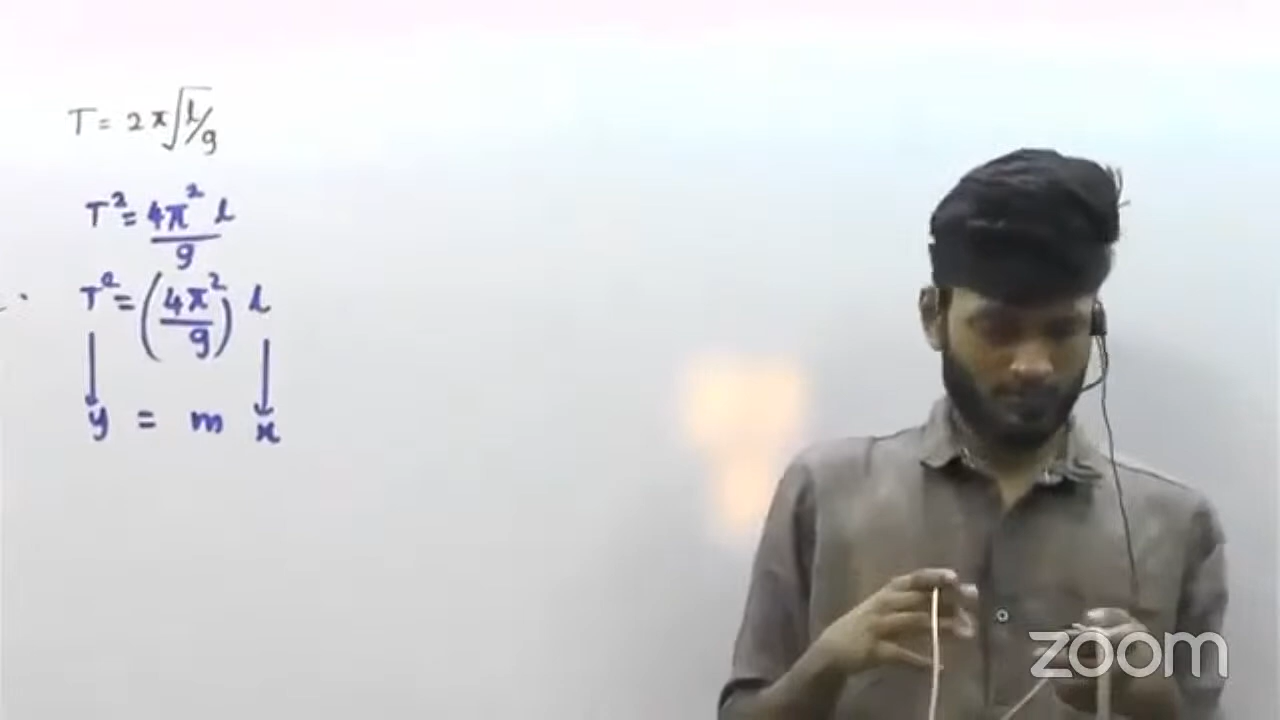 T = 2π√l/g
T² = 4π² l
g
T² = (4π²/g) l
y = m x
zoom